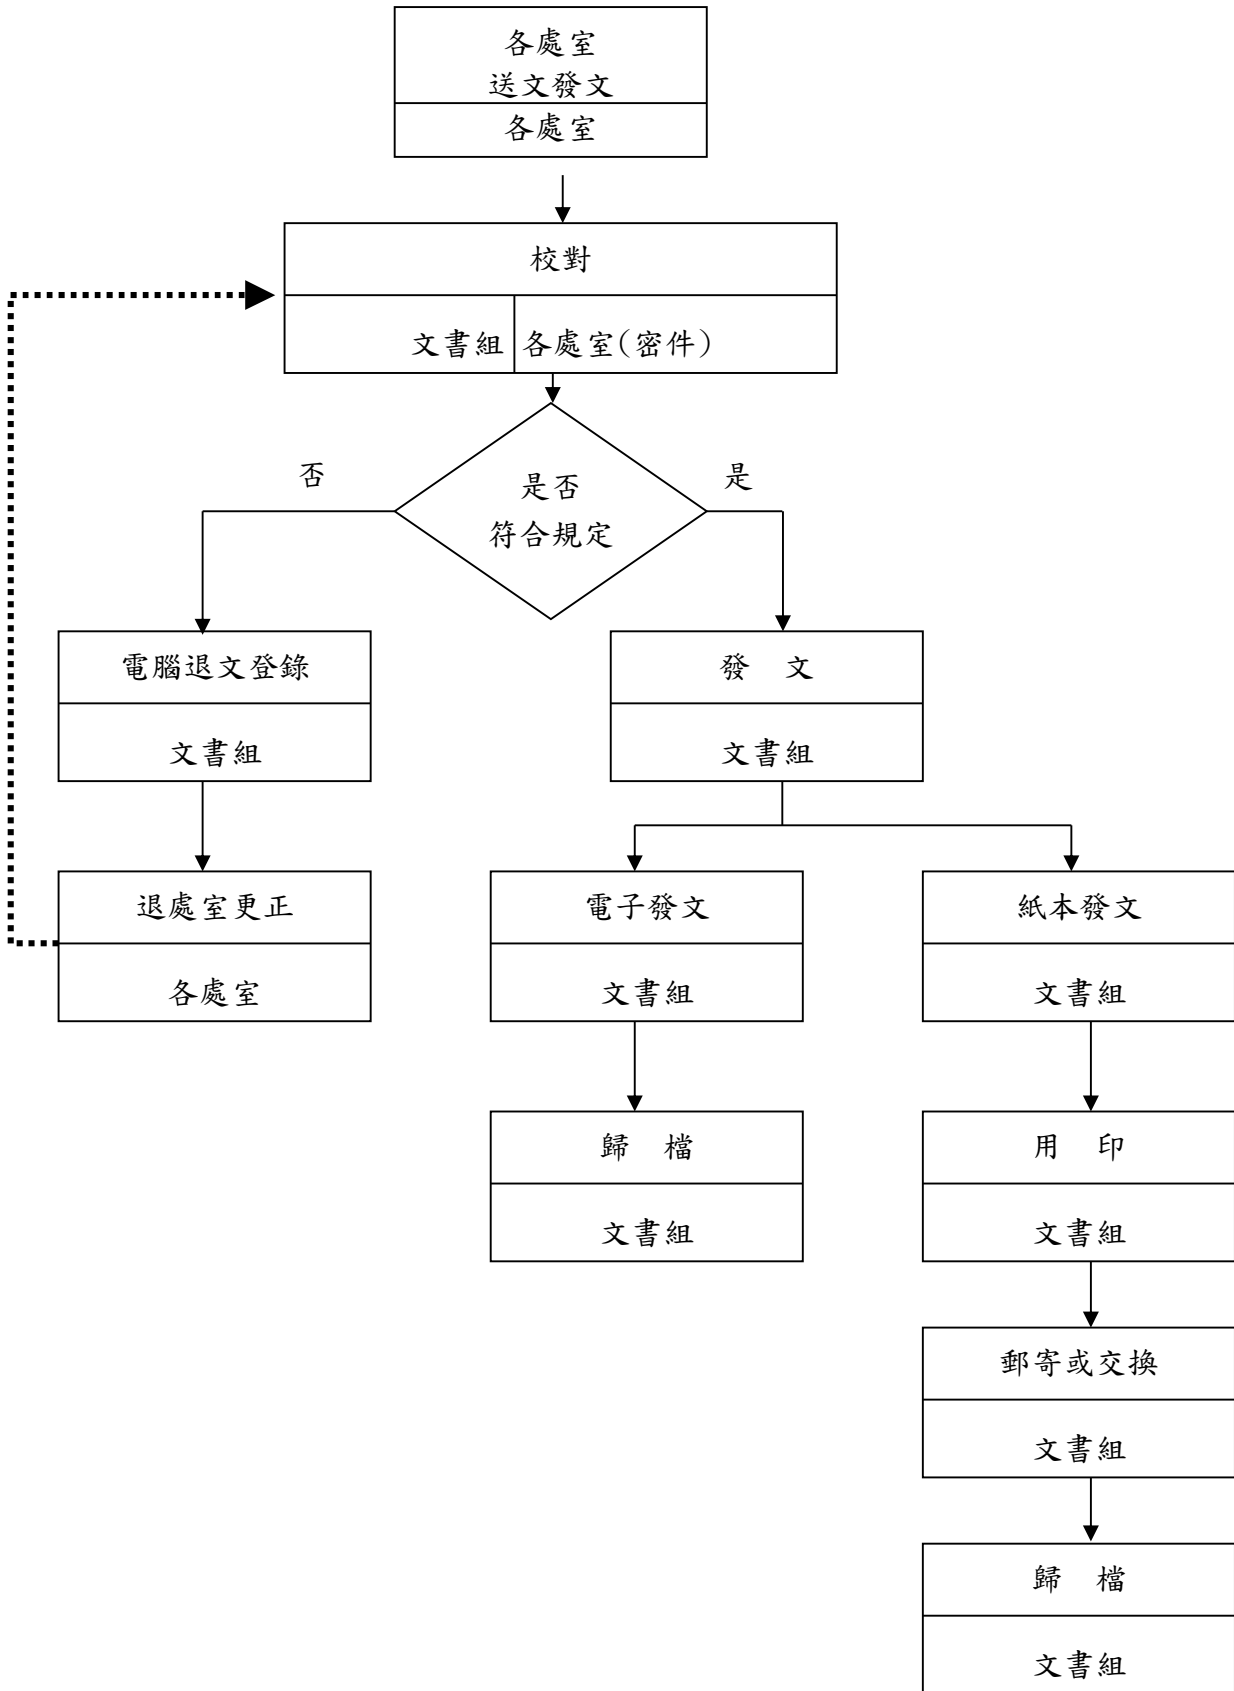 各處室
送文發文
各處室
校對
文書組 各處室(密件)
否
是
是否
符合規定
電腦退文登錄
文書組
發 文
文書組
退處室更正
各處室
電子發文
文書組
紙本發文
文書組
歸 檔
文書組
用 印
文書組
郵寄或交換
文書組
歸 檔
文書組